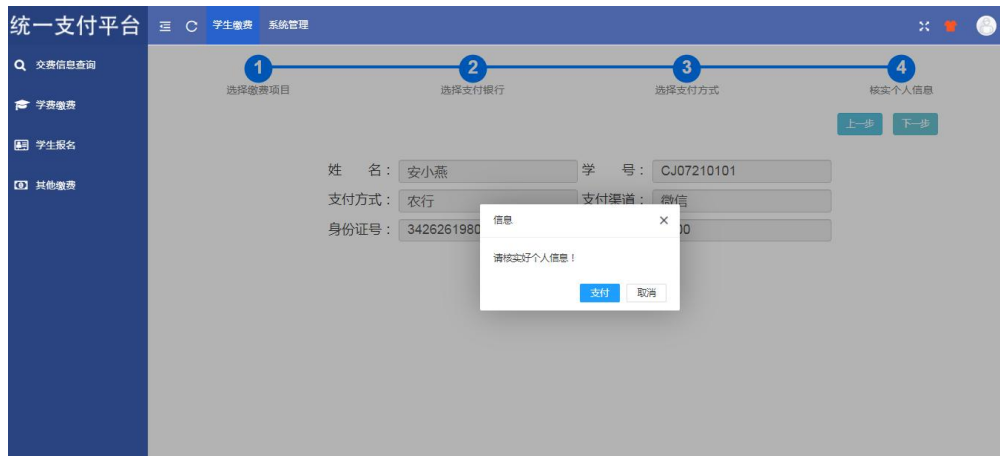 统一支付平台
学生缴费 系统管理
交费信息查询
学费缴费
学生报名
其他缴费
1 2 3 4
选择缴费项目 选择支付银行 选择支付方式 核实个人信息
上一步 下一步
姓 名： 安小燕 学 号： CJ07210101
支付方式： 农行 支付渠道： 微信
身份证号： 3426261980
信息
请核实好个人信息！
支付 取消